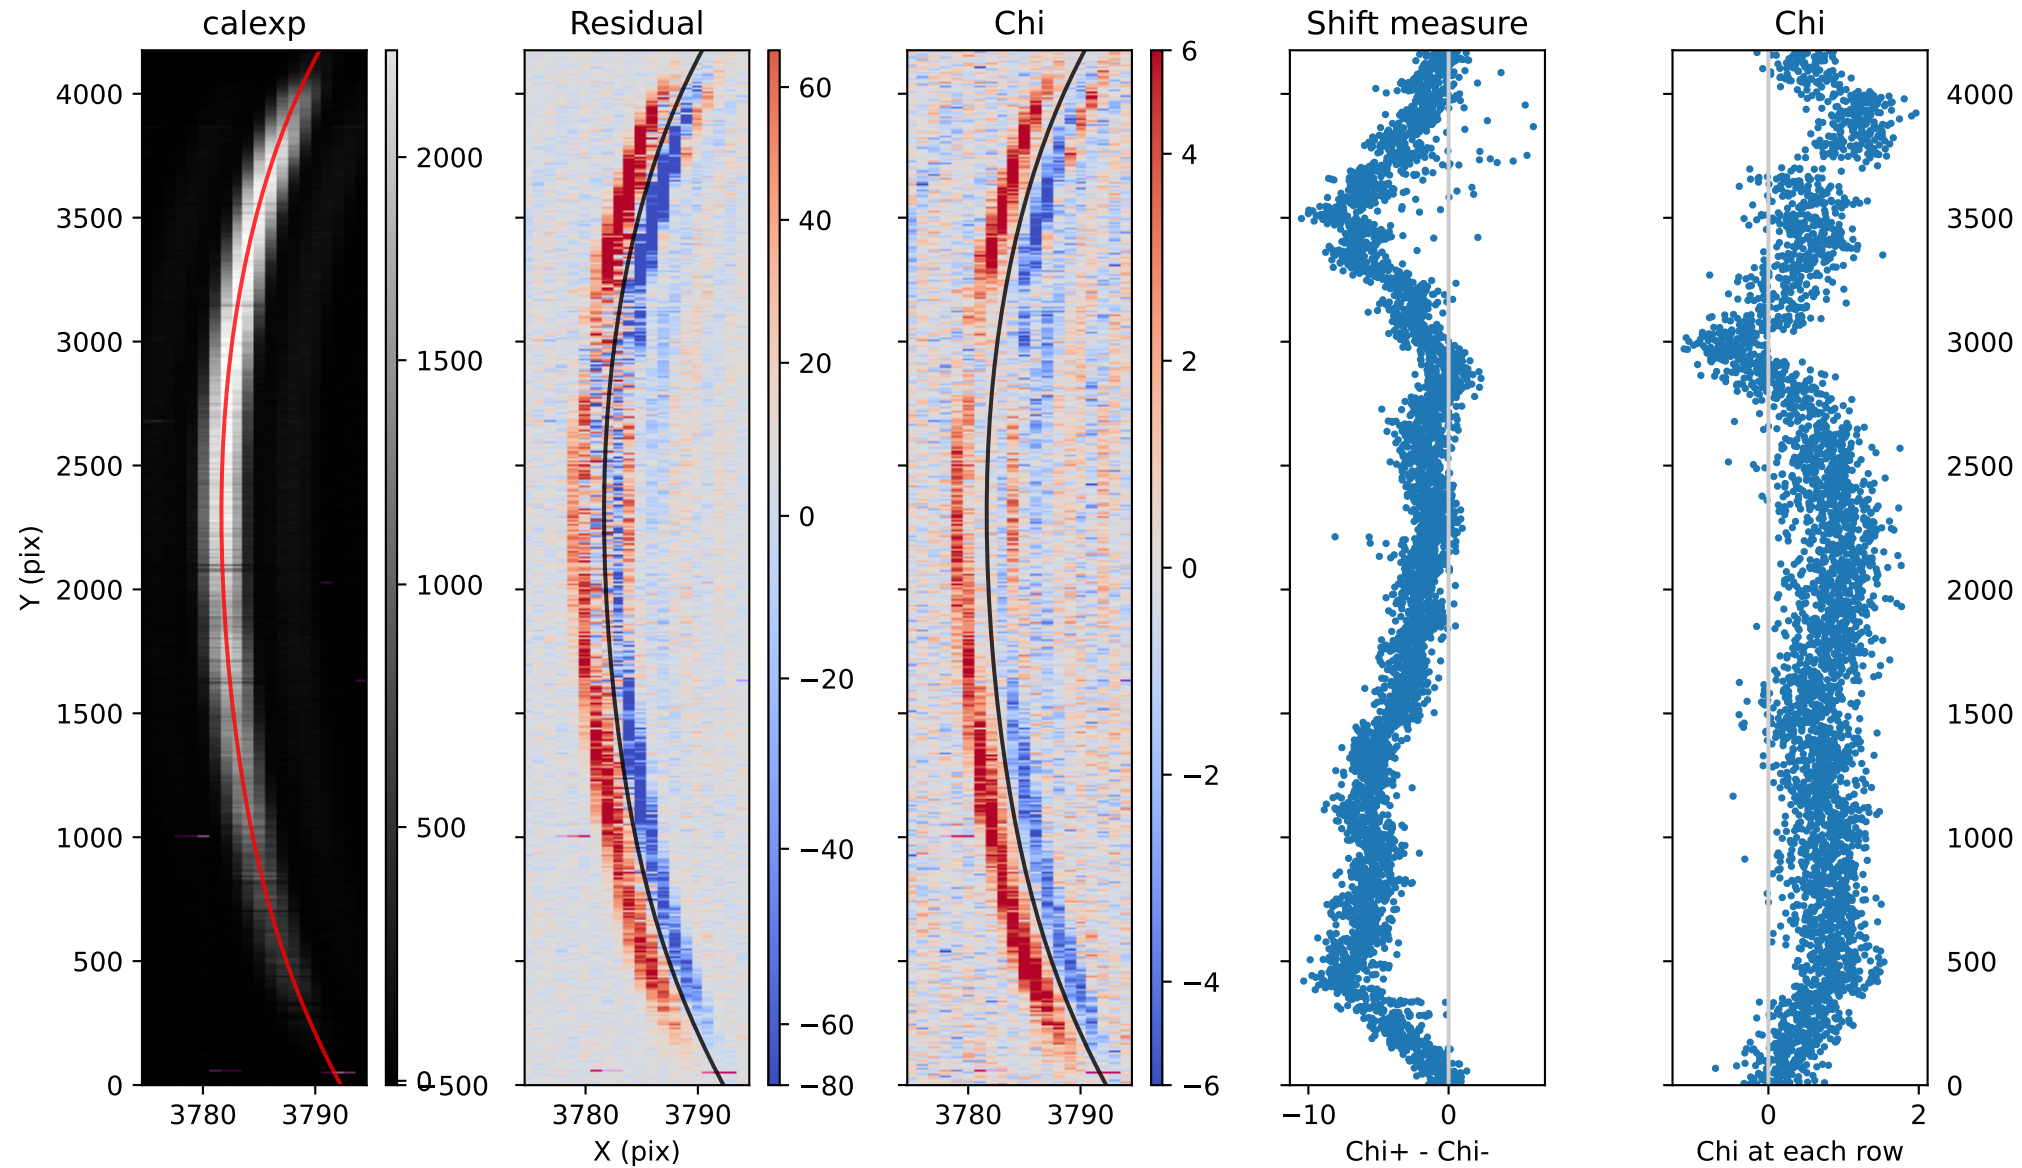 calexp Residual Chi Shift measure Chi
4000 2000 60 6 4000
3500 1500 40 4 3500
3000 1000 20 2 3000
2500 500 0 0 2500
2000 −20 −2 2000
1500 −40 −4 1500
1000 −60 1000
500 500
0 −500 −80 −6 0
0
Y (pix)
3780 3790 3780 3790 3780 3790 −10 0 0 2
X (pix) Chi+ - Chi- Chi at each row